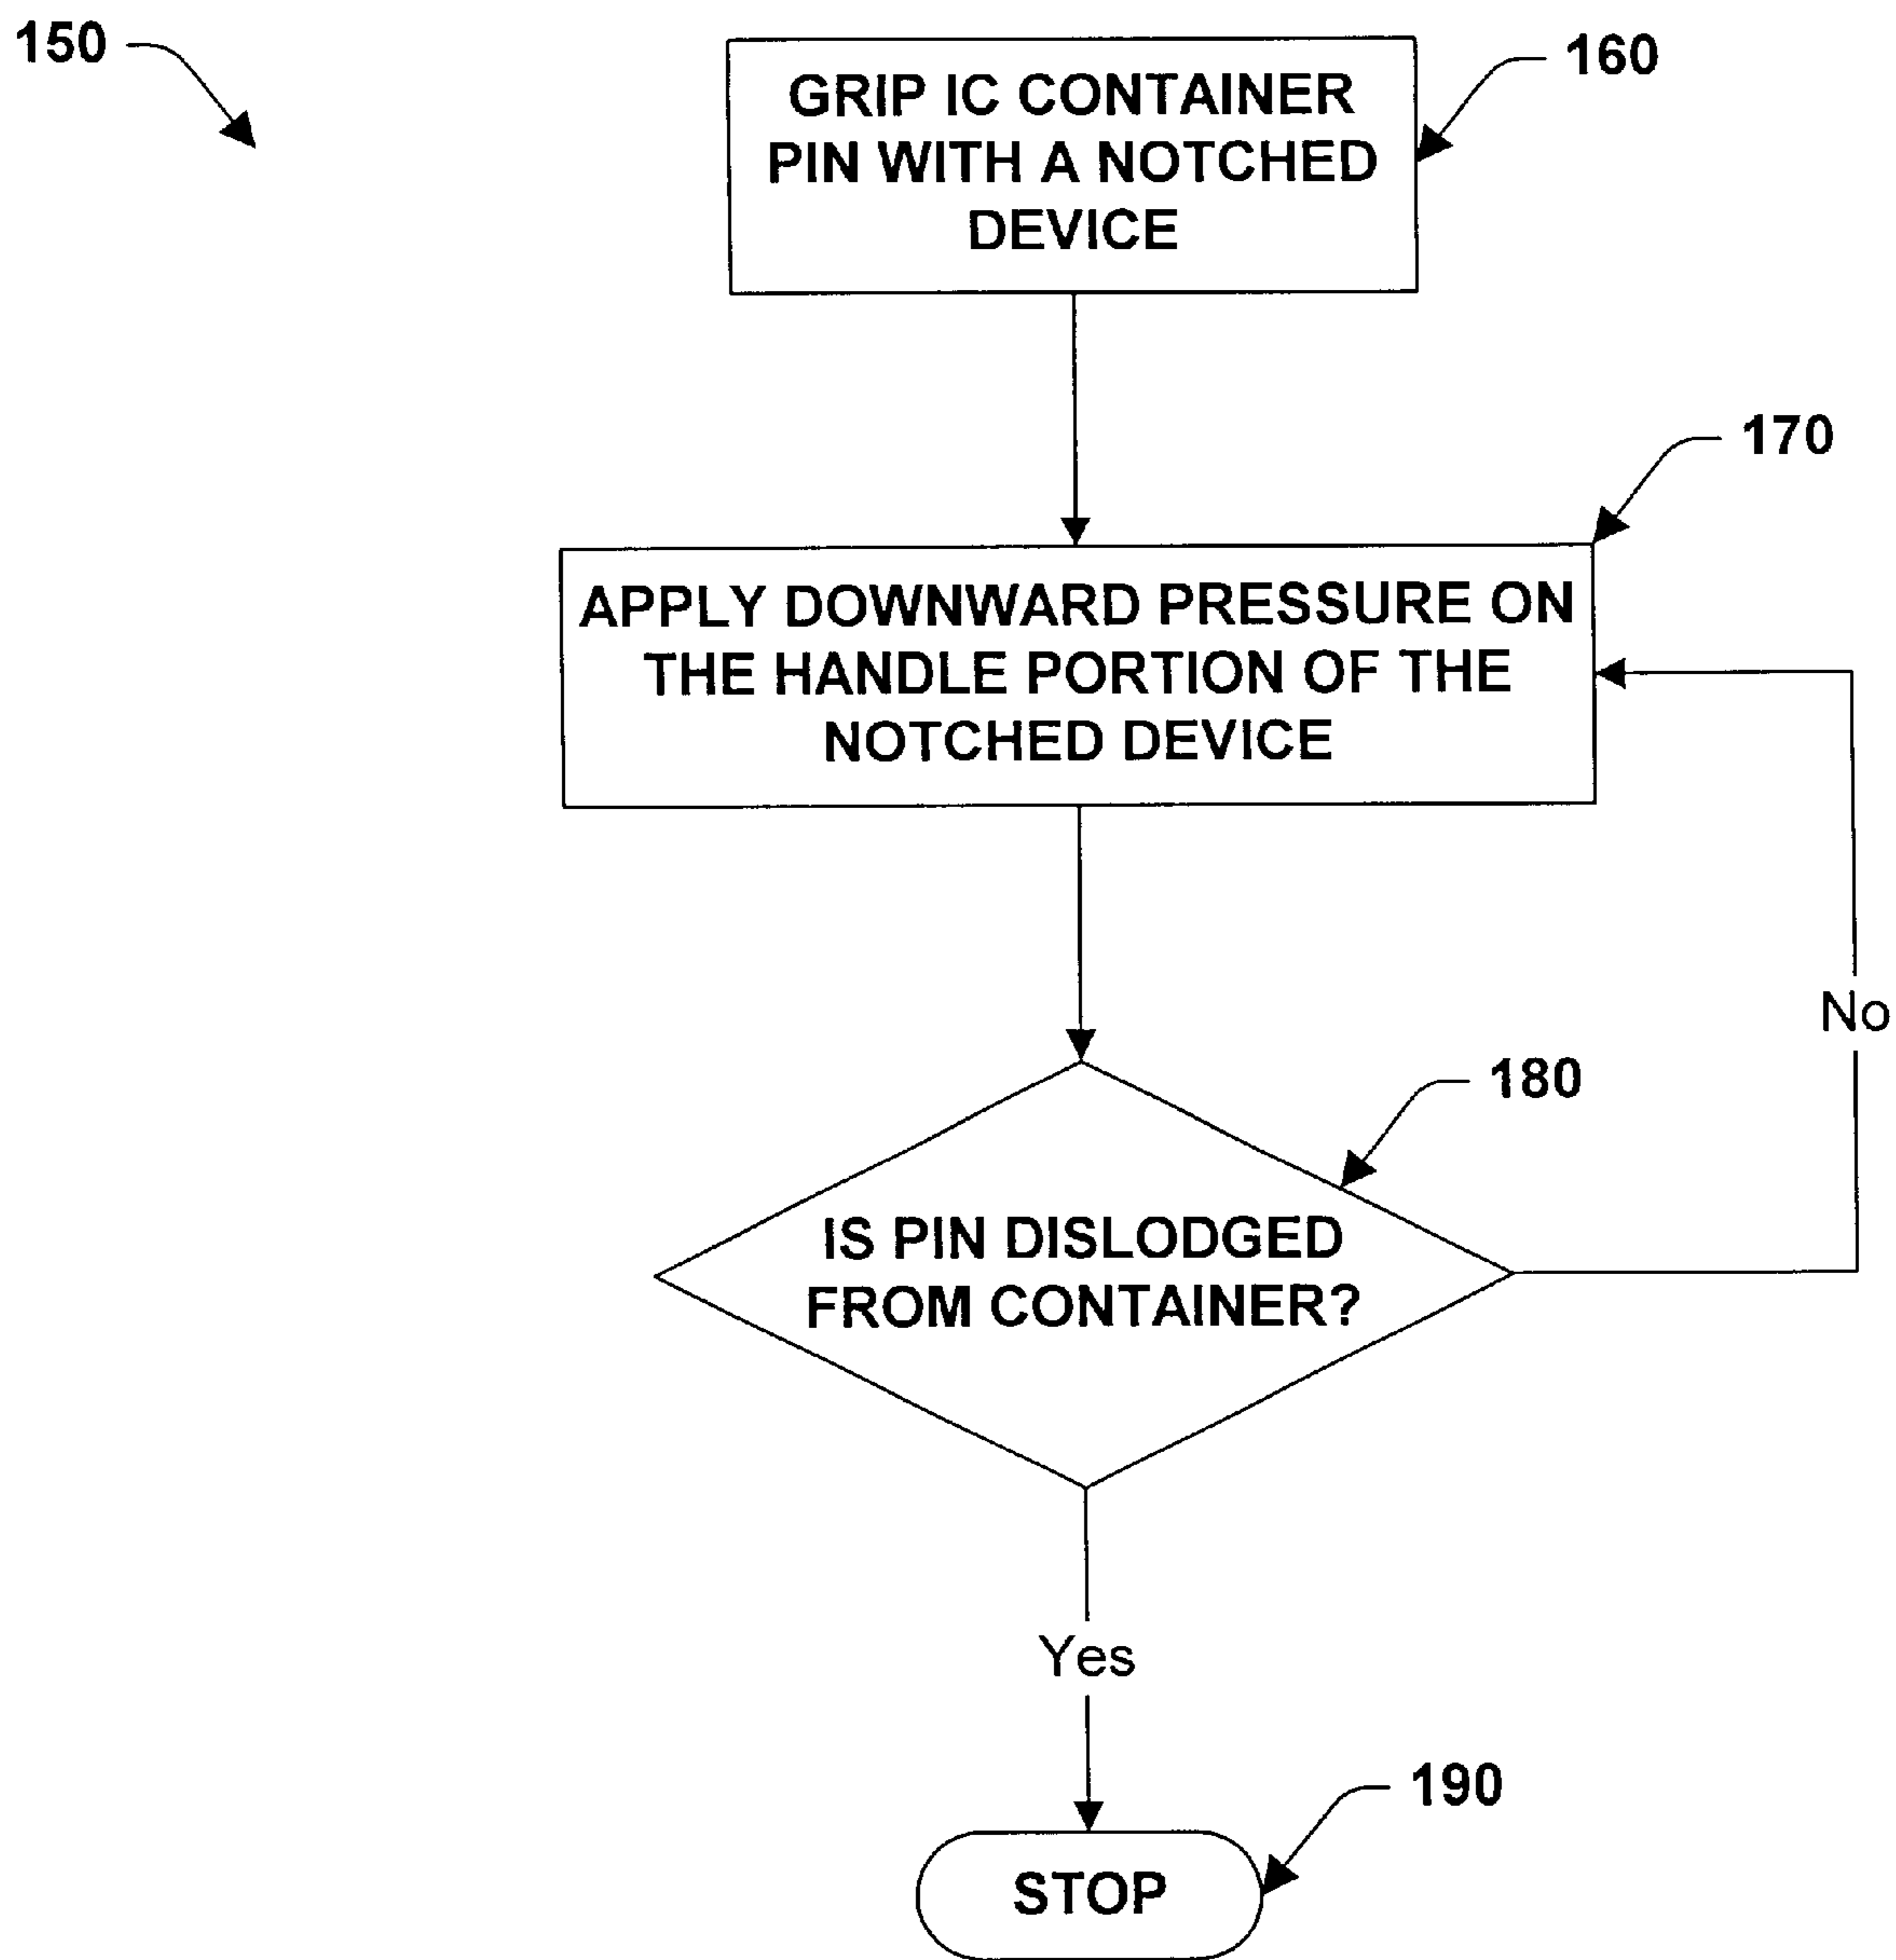 150
160
GRIP IC CONTAINER
PIN WITH A NOTCHED
DEVICE
170
APPLY DOWNWARD PRESSURE ON
THE HANDLE PORTION OF THE
NOTCHED DEVICE
No
180
IS PIN DISLODGED
FROM CONTAINER?
Yes
190
STOP